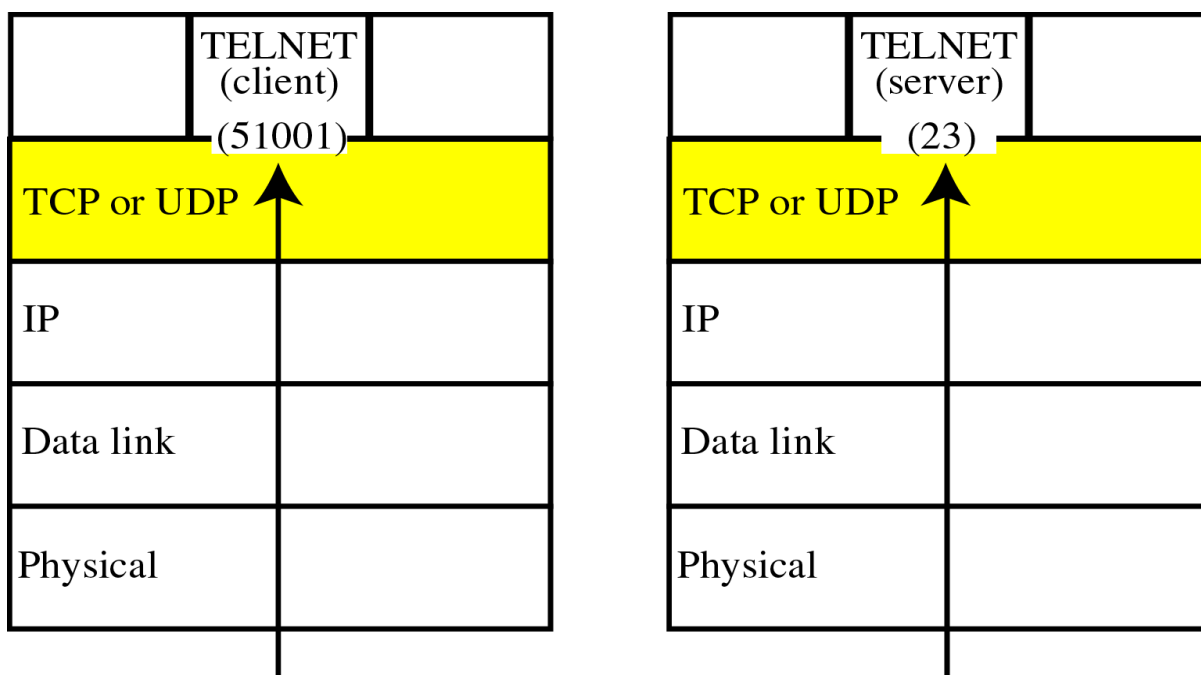 TELNET
(client)
(51001)
TCP or UDP
IP
Data link
Physical
TELNET
(server)
(23)
TCP or UDP
IP
Data link
Physical